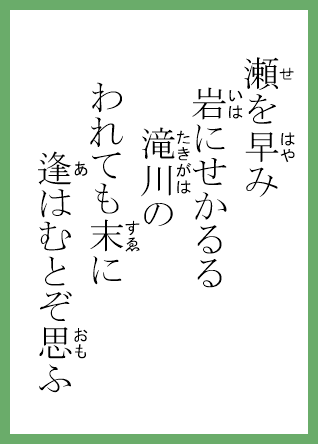 瀬を早み
岩にせかるる
滝川の
われても末に
逢はむとぞ思ふ
せ
はや
いは
たきがは
すゑ
あ
おも